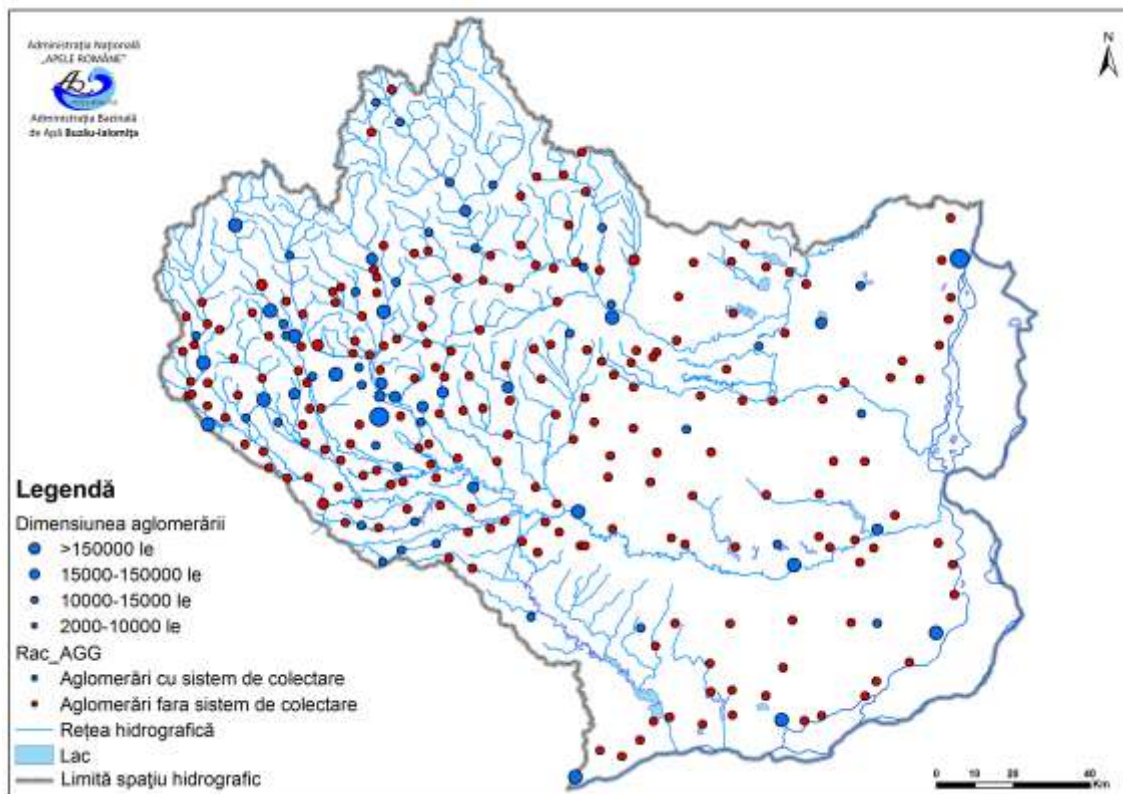 Administrația Națională
„APELE ROMÂNE”
Administrația Bazinală
de Apă Buzău-Ialomița
N
Legendă
Dimensiunea aglomerării
>150000 le
15000-150000 le
10000-15000 le
2000-10000 le
Rac_AGG
Aglomerări cu sistem de colectare
Aglomerări fara sistem de colectare
Rețea hidrografică
Lac
Limită spațiu hidrografic
0 10 20 40
Km